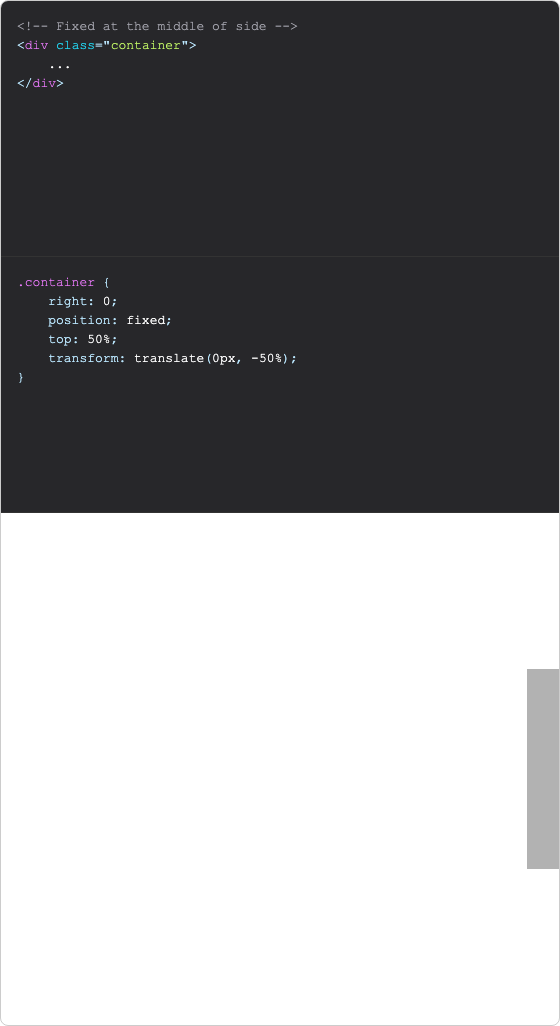 <!-- Fixed at the middle of side -->
<div class="container">
    ...
</div>
.container {
    right: 0;
    position: fixed;
    top: 50%;
    transform: translate(0px, -50%);
}